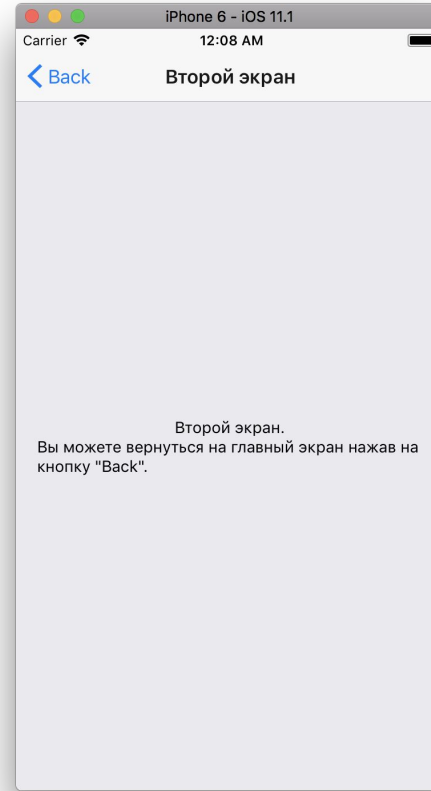 iPhone 6 - iOS 11.1
Carrier 12:08 AM
Back Второй экран
Второй экран.
Вы можете вернуться на главный экран нажав на
кнопку "Back".